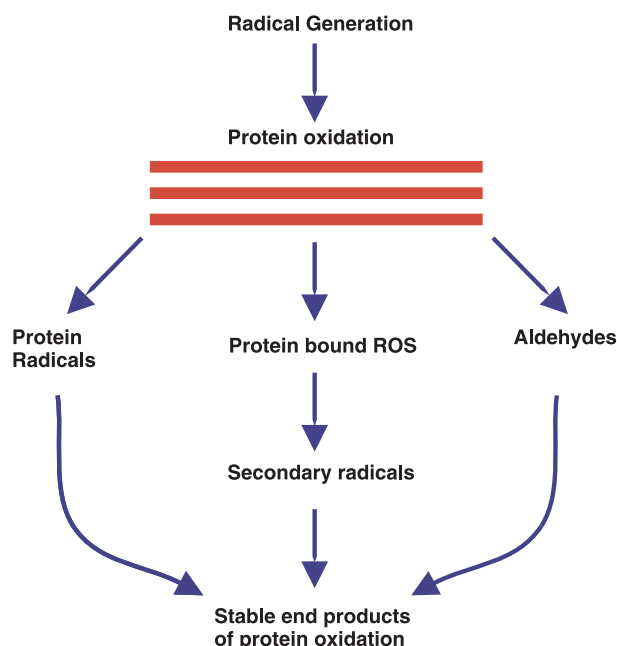 Radical Generation
Protein oxidation
Protein
Radicals
Protein bound ROS
Aldehydes
Secondary radicals
Stable end products
of protein oxidation